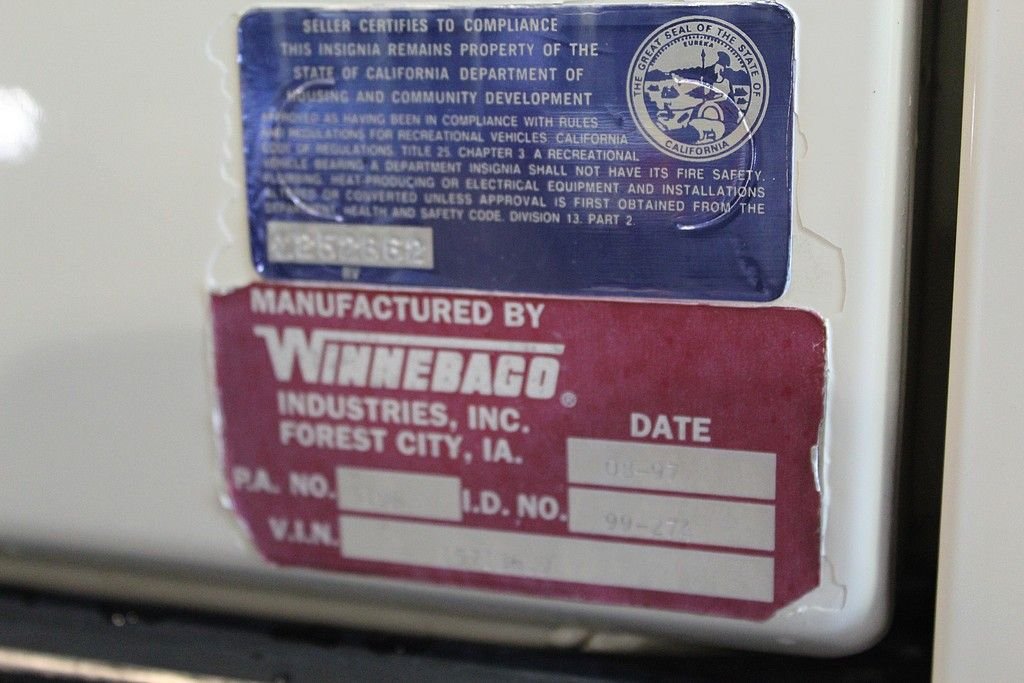 SELLER CERTIFIES TO COMPLIANCE
THIS INSIGNIA REMAINS PROPERTY OF THE
STATE OF CALIFORNIA DEPARTMENT OF
HOUSING AND COMMUNITY DEVELOPMENT
APPROVED AS HAVING BEEN IN COMPLIANCE WITH RULES
AND REGULATIONS FOR RECREATIONAL VEHICLES. CALIFORNIA
CODE OF REGULATIONS, TITLE 25, CHAPTER 3. A RECREATIONAL
VEHICLE BEARING A DEPARTMENT INSIGNIA SHALL NOT HAVE ITS FIRE SAFETY,
PLUMBING, HEAT-PRODUCING OR ELECTRICAL EQUIPMENT AND INSTALLATIONS
ALTERED OR CONVERTED UNLESS APPROVAL IS FIRST OBTAINED FROM THE
DEPARTMENT. HEALTH AND SAFETY CODE, DIVISION 13, PART 2.
RV
THE GREAT SEAL OF THE STATE OF CALIFORNIA
EUREKA
MANUFACTURED BY
WINNEBAGO®
INDUSTRIES, INC.
FOREST CITY, IA.
DATE
08-97
P.A. NO.
I.D. NO.
V.I.N.